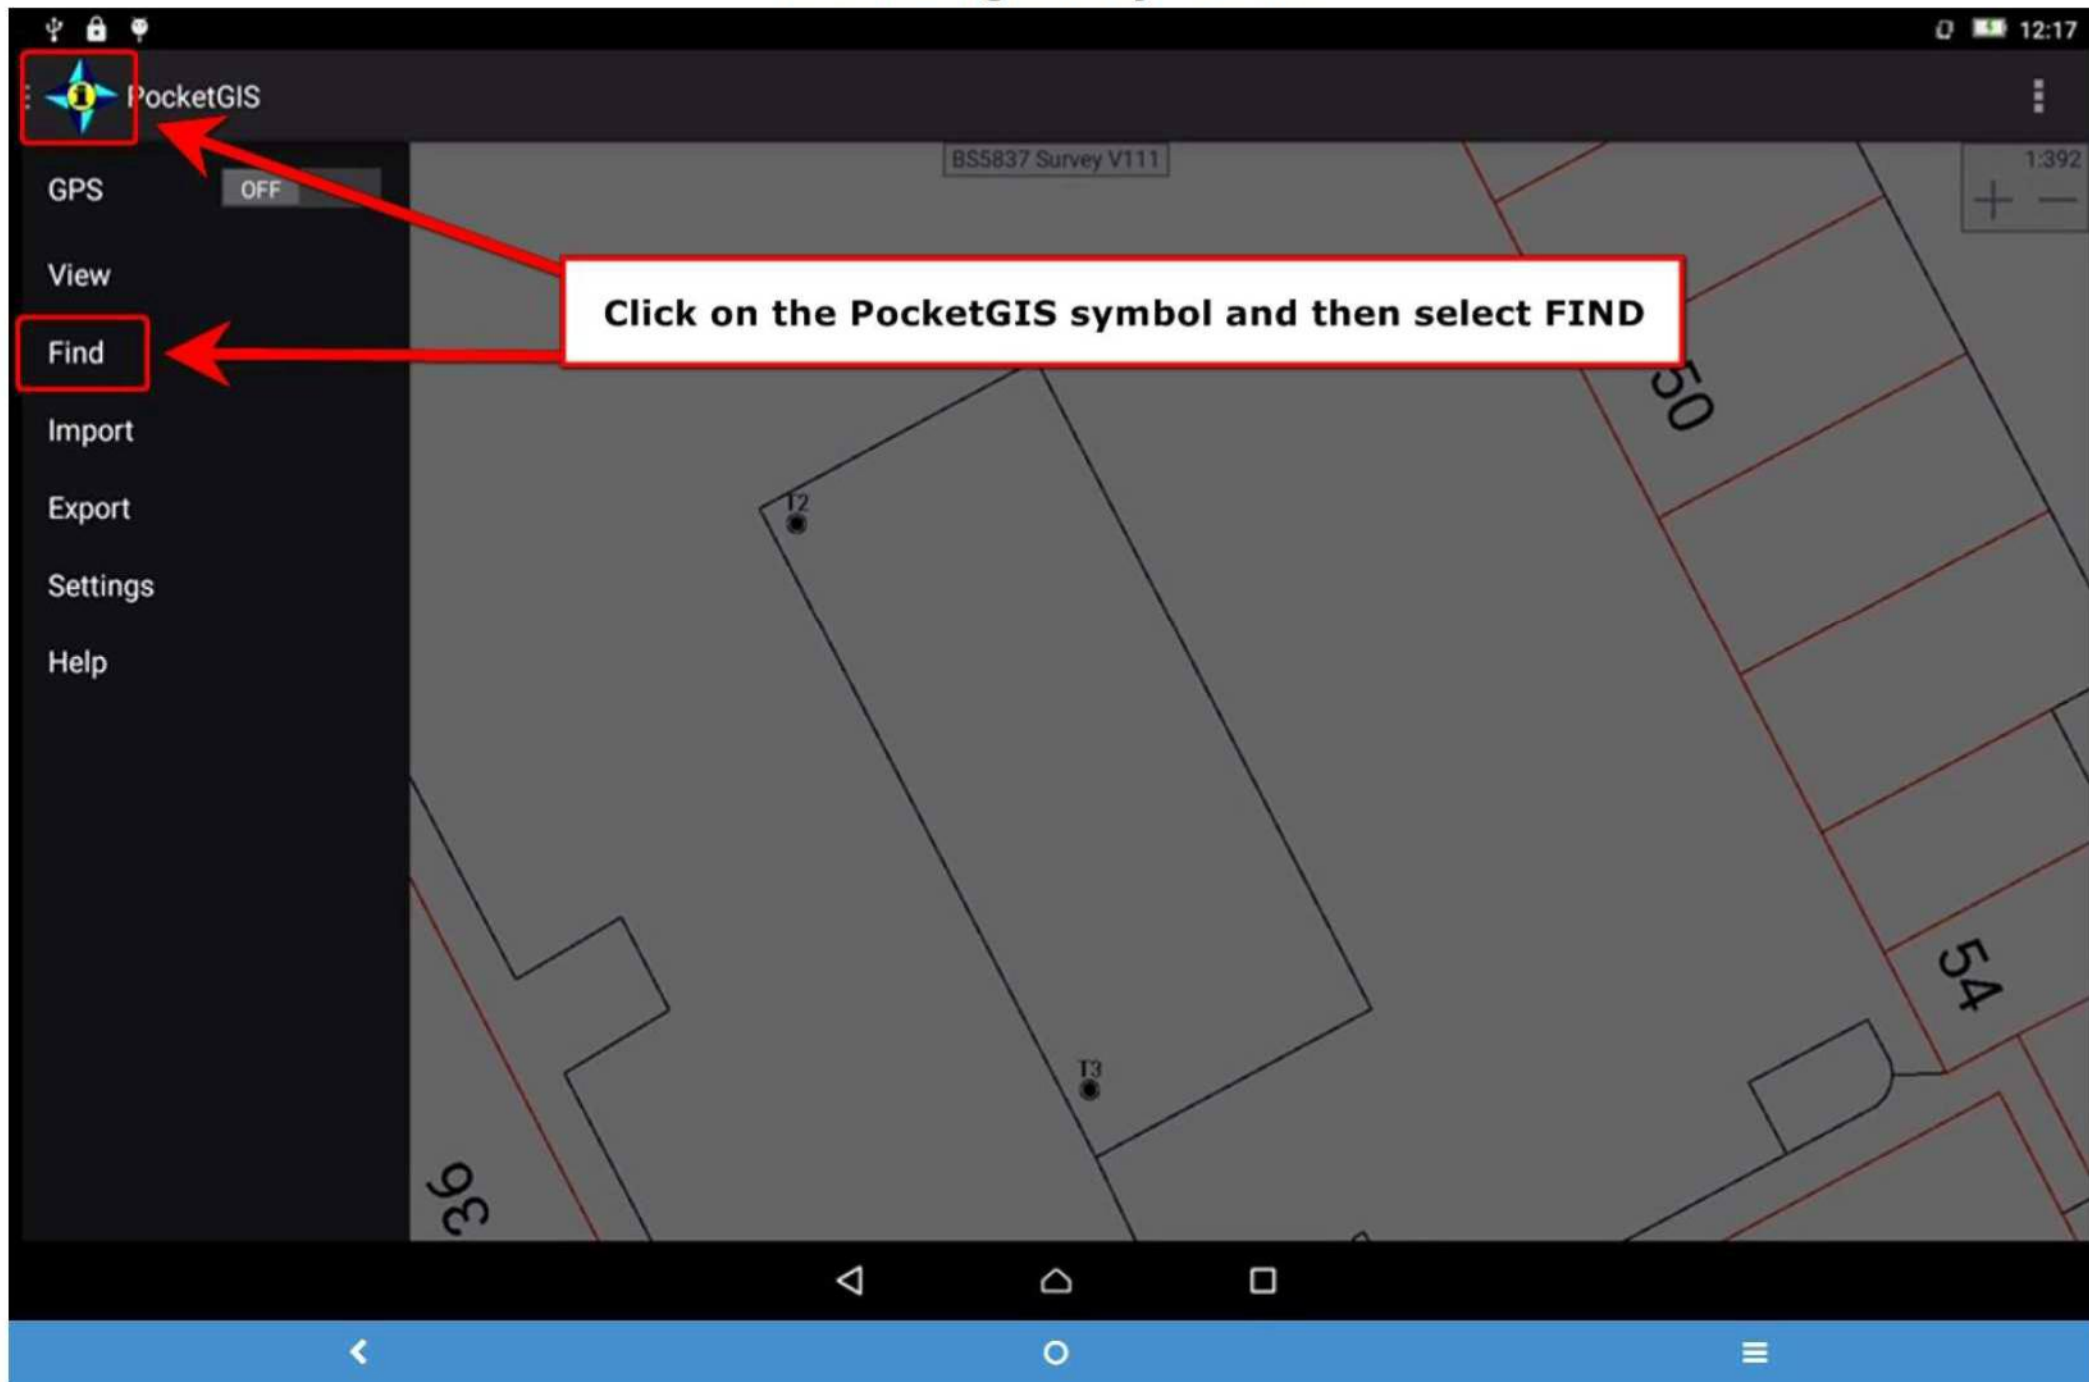 12:17
PocketGIS
BS5837 Survey V111
1:392
GPS OFF
View
Click on the PocketGIS symbol and then select FIND
Find
50
Import
Export
T2
Settings
Help
54
T3
36